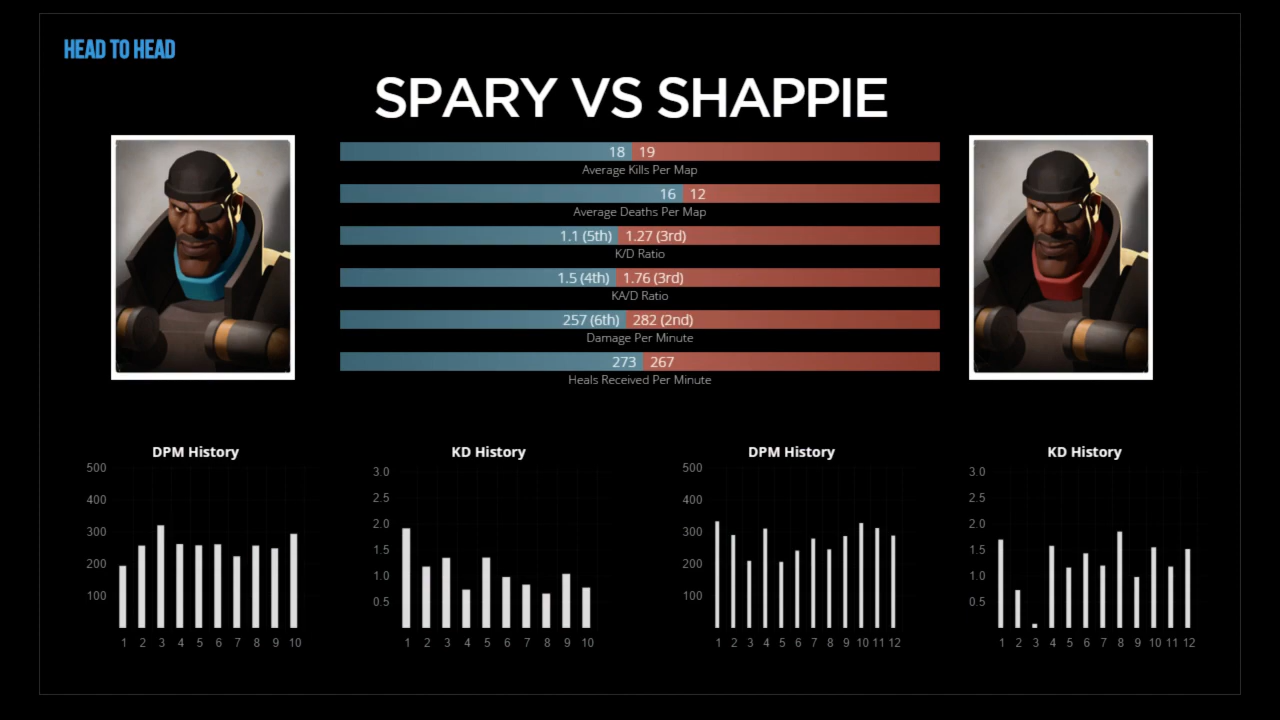 HEAD TO HEAD
SPARY VS SHAPPIE
18 19
Average Kills Per Map
16 12
Average Deaths Per Map
1.1 (5th) 1.27 (3rd)
K/D Ratio
1.5 (4th) 1.76 (3rd)
KA/D Ratio
257 (6th) 282 (2nd)
Damage Per Minute
273 267
Heals Received Per Minute
DPM History
500
400
300
200
100
1 2 3 4 5 6 7 8 9 10
KD History
3.0
2.5
2.0
1.5
1.0
0.5
1 2 3 4 5 6 7 8 9 10
DPM History
500
400
300
200
100
1 2 3 4 5 6 7 8 9 10 11 12
KD History
3.0
2.5
2.0
1.5
1.0
0.5
1 2 3 4 5 6 7 8 9 10 11 12